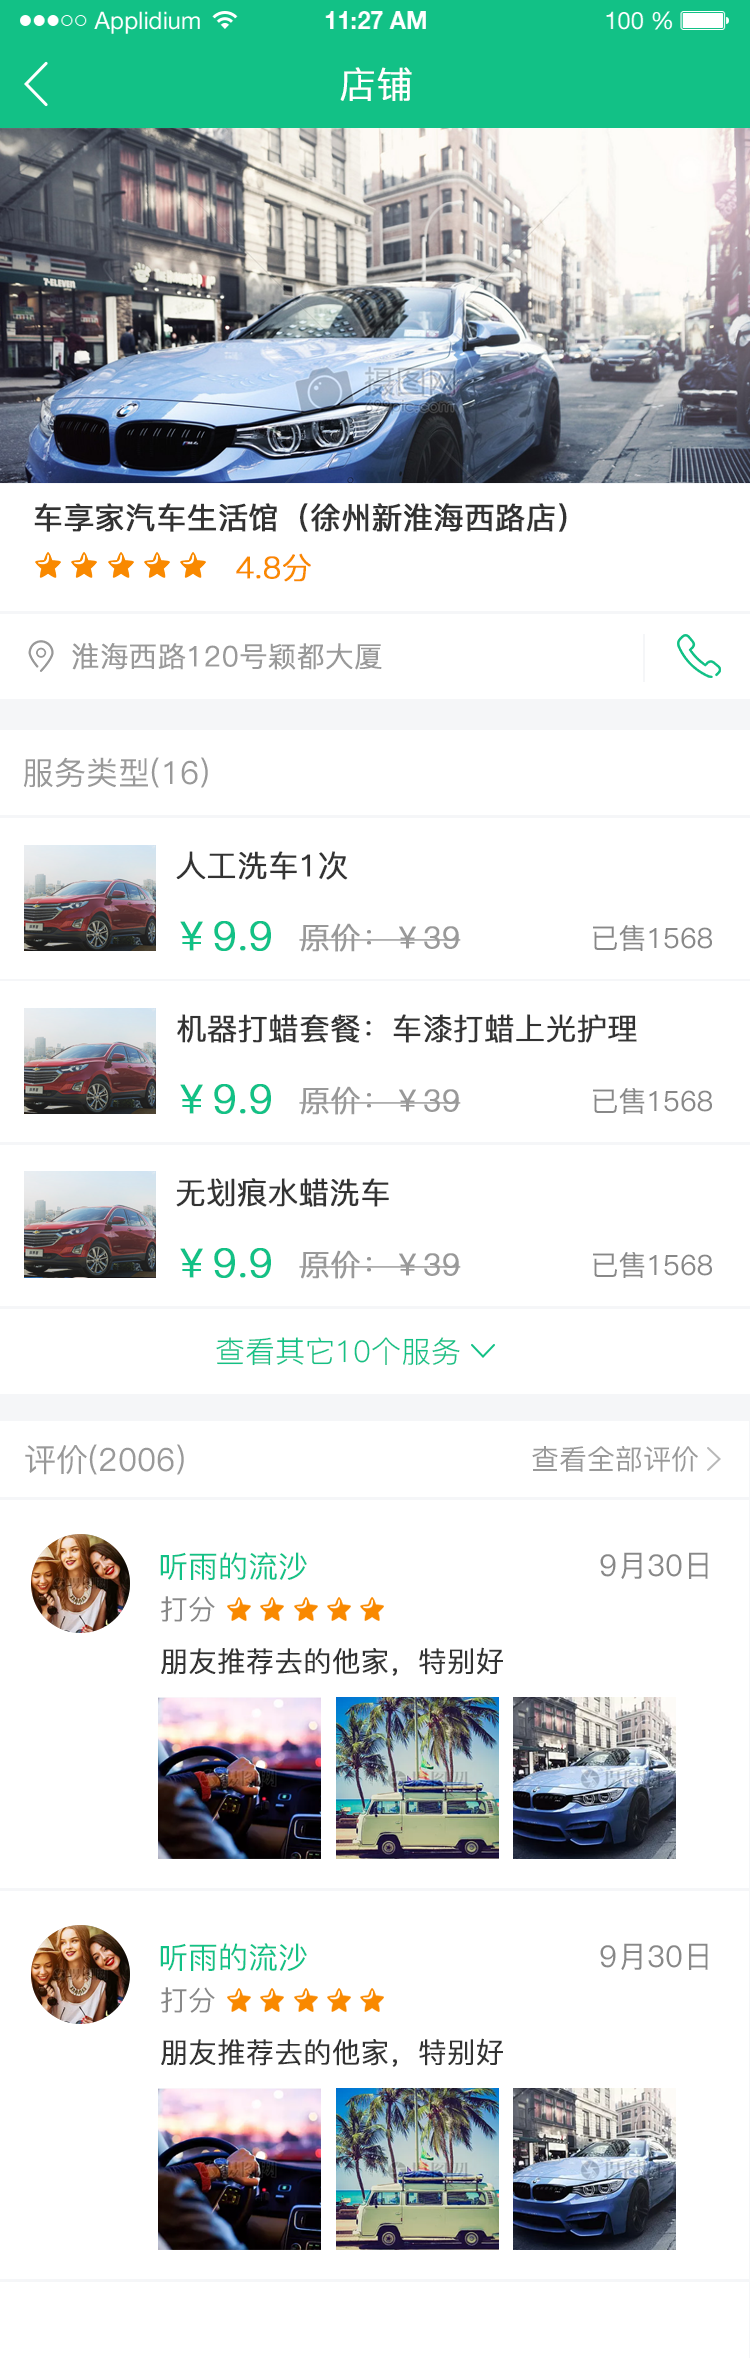 Applidium 11:27 AM 100 %
店铺
7-ELEVEN
摄图网
车享家汽车生活馆（徐州新淮海西路店）
4.8分
淮海西路120号颖都大厦
服务类型(16)
人工洗车1次
¥9.9 原价：¥39 已售1568
机器打蜡套餐：车漆打蜡上光护理
¥9.9 原价：¥39 已售1568
无划痕水蜡洗车
¥9.9 原价：¥39 已售1568
查看其它10个服务
评价(2006) 查看全部评价
听雨的流沙 9月30日
打分
朋友推荐去的他家，特别好
听雨的流沙 9月30日
打分
朋友推荐去的他家，特别好